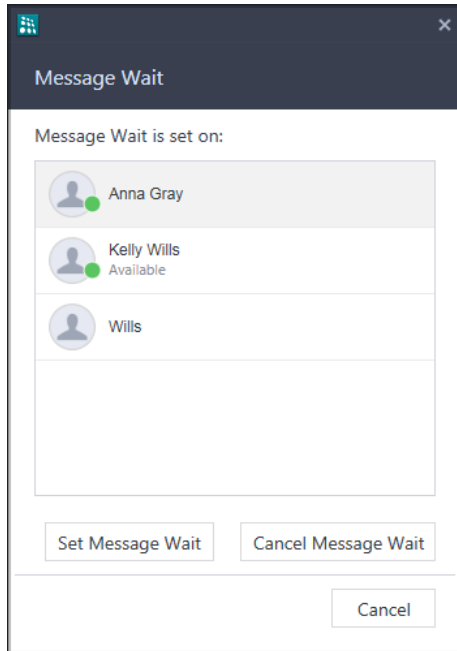 Message Wait
Message Wait is set on:
Anna Gray
Kelly Wills
Available
Wills
Set Message Wait
Cancel Message Wait
Cancel